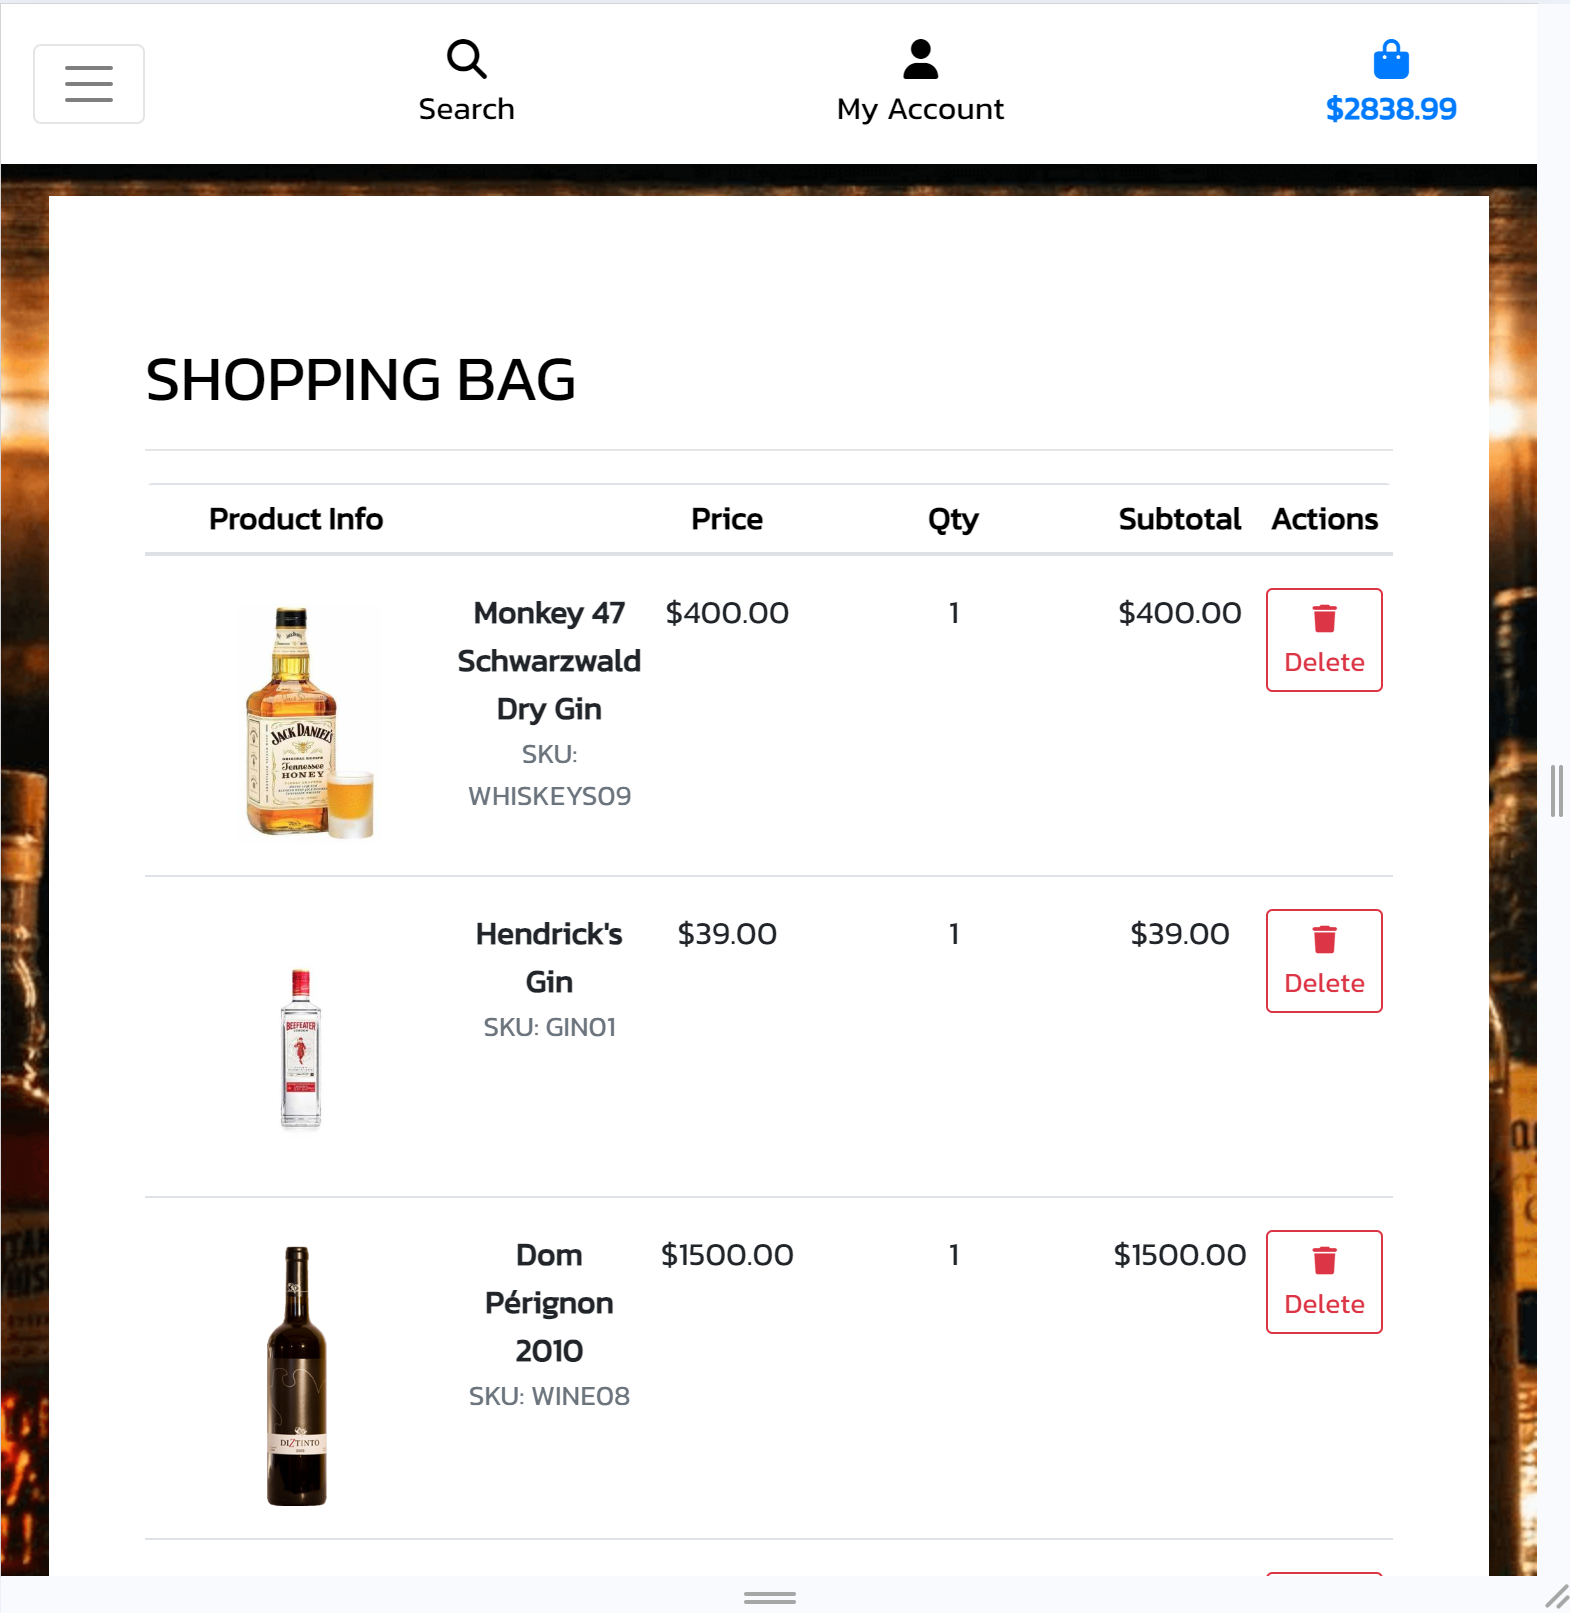 Search
My Account
$2838.99
SHOPPING BAG
Product Info Price Qty Subtotal Actions
JACK DANIEL'S
Tennessee
HONEY
Monkey 47
Schwarzwald
Dry Gin
SKU:
WHISKEYS09
$400.00
1
$400.00
Delete
BEEFEATER
Hendrick's
Gin
SKU: GIN01
$39.00
1
$39.00
Delete
DIZTINTO
Dom
Pérignon
2010
SKU: WINE08
$1500.00
1
$1500.00
Delete